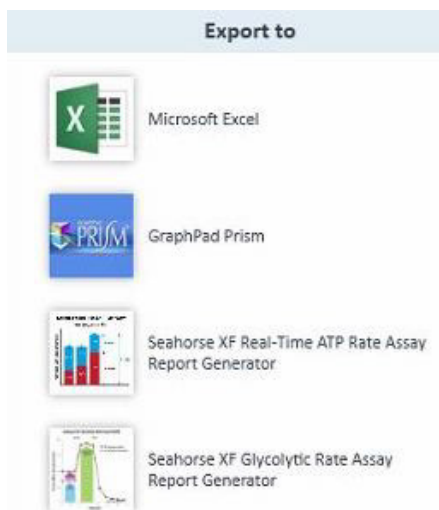 Export to
X
Microsoft Excel
PRISM
GraphPad Prism
Seahorse XF Real-Time ATP Rate Assay
Report Generator
Seahorse XF Glycolytic Rate Assay
Report Generator